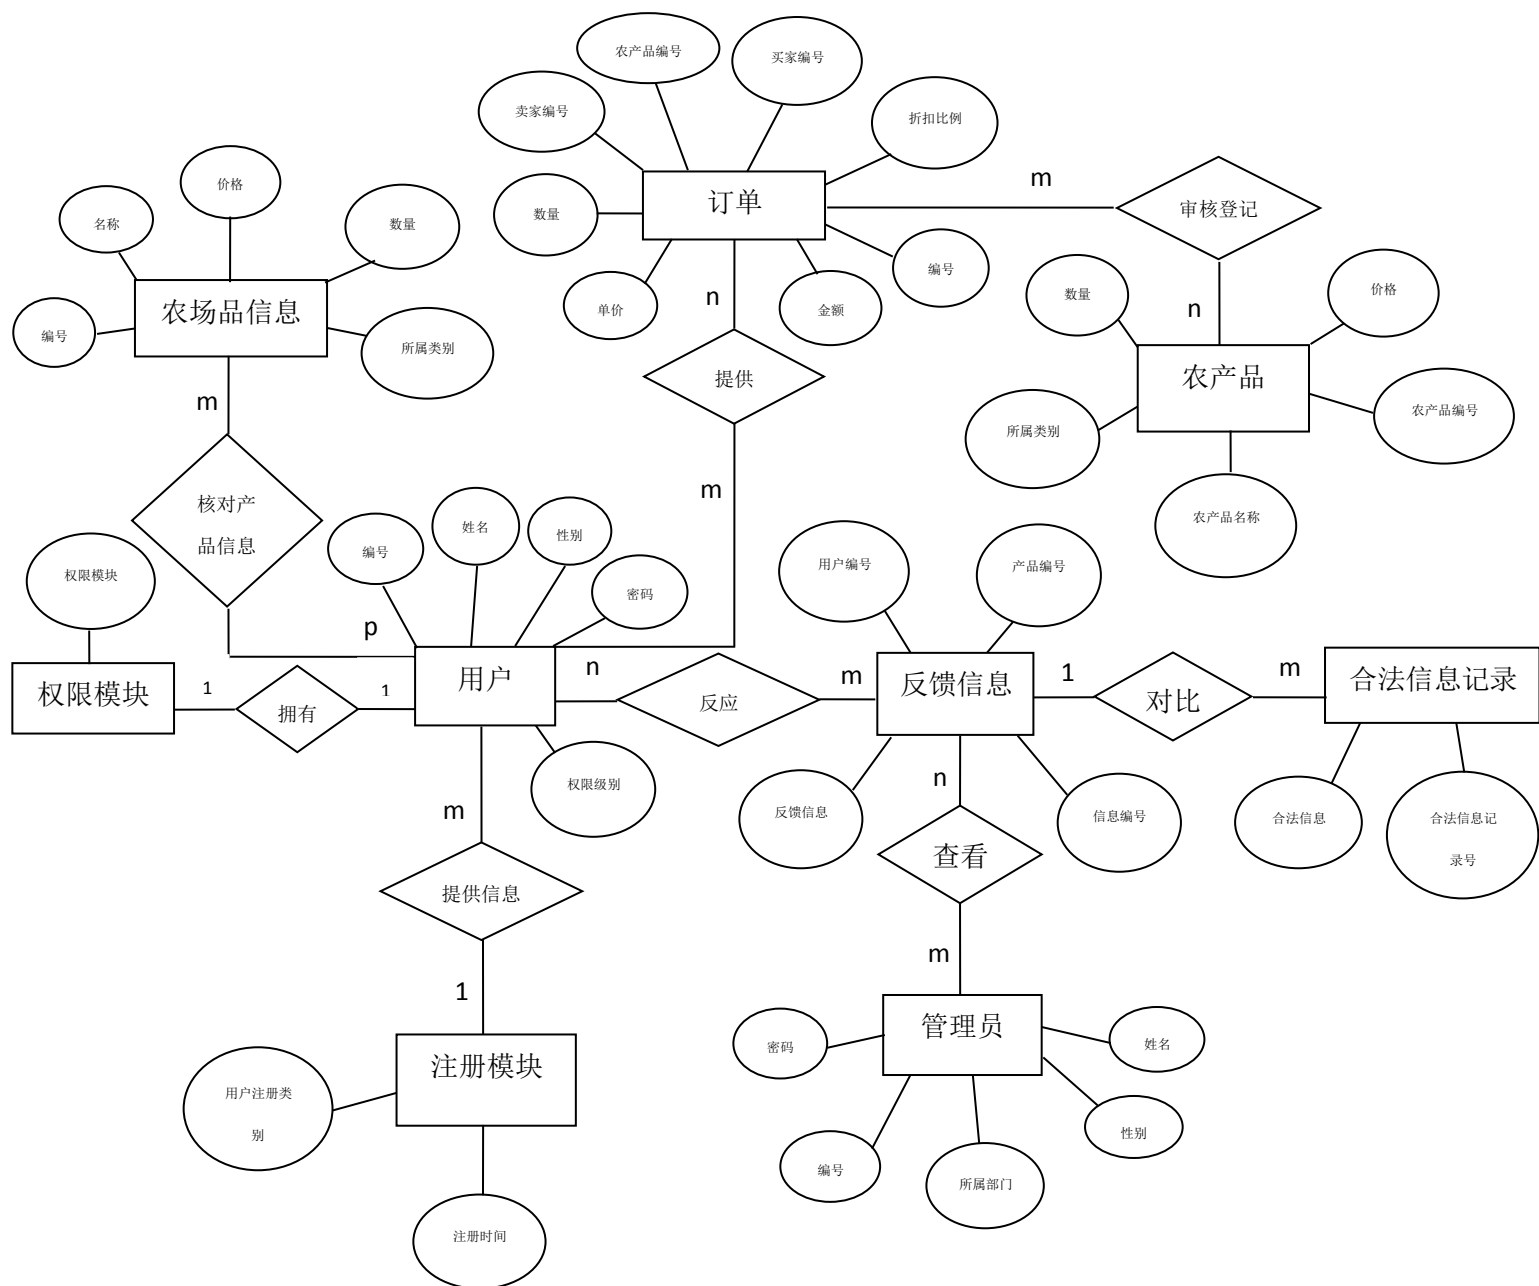 农产品编号
买家编号
卖家编号
折扣比例
价格
名称
数量
数量
订单
m
审核登记
编号
农场品信息
编号
所属类别
单价
n
金额
数量
n
价格
m
提供
农产品
所属类别
农产品编号
核对产
品信息
编号
姓名
性别
m
农产品名称
权限模块
密码
用户编号
产品编号
p
权限模块
1
拥有
1
用户
n
反应
m
反馈信息
1
对比
m
合法信息记录
m
权限级别
反馈信息
n
信息编号
合法信息
合法信息记
录号
提供信息
查看
1
m
注册模块
密码
管理员
姓名
用户注册类
别
编号
所属部门
性别
注册时间